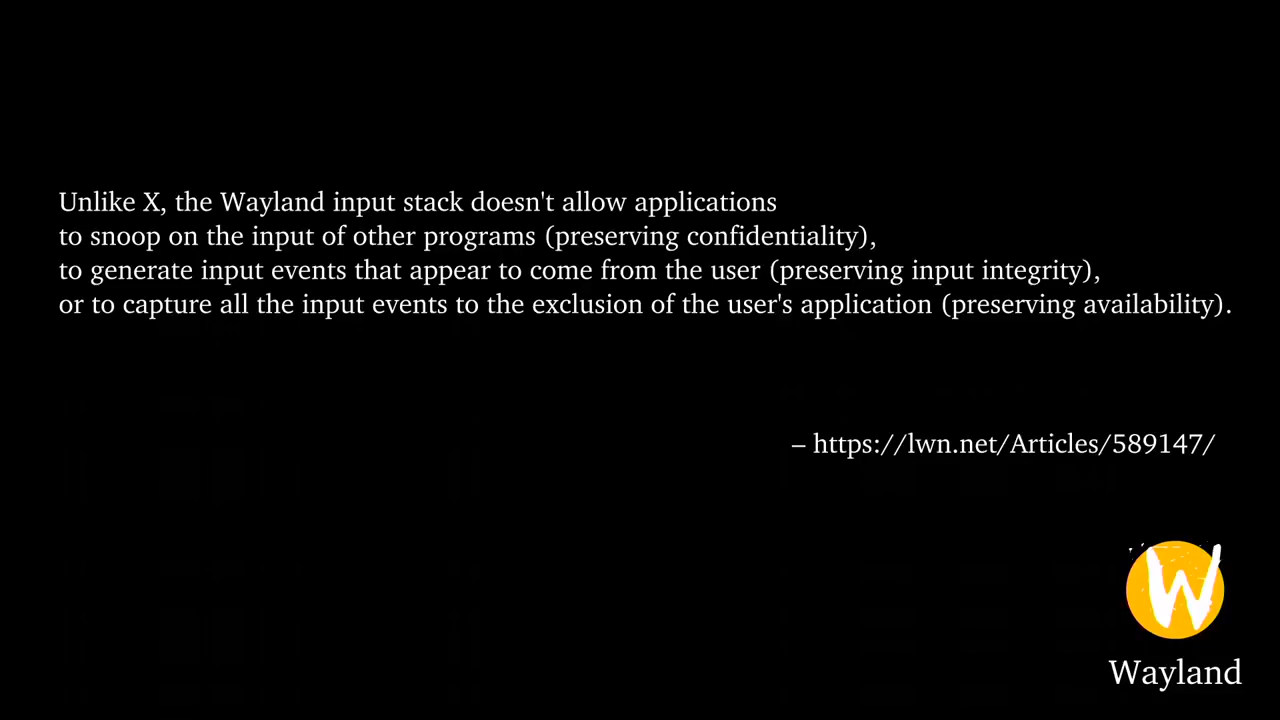 Unlike X, the Wayland input stack doesn't allow applications
to snoop on the input of other programs (preserving confidentiality),
to generate input events that appear to come from the user (preserving input integrity),
or to capture all the input events to the exclusion of the user's application (preserving availability).
– https://lwn.net/Articles/589147/
W
Wayland